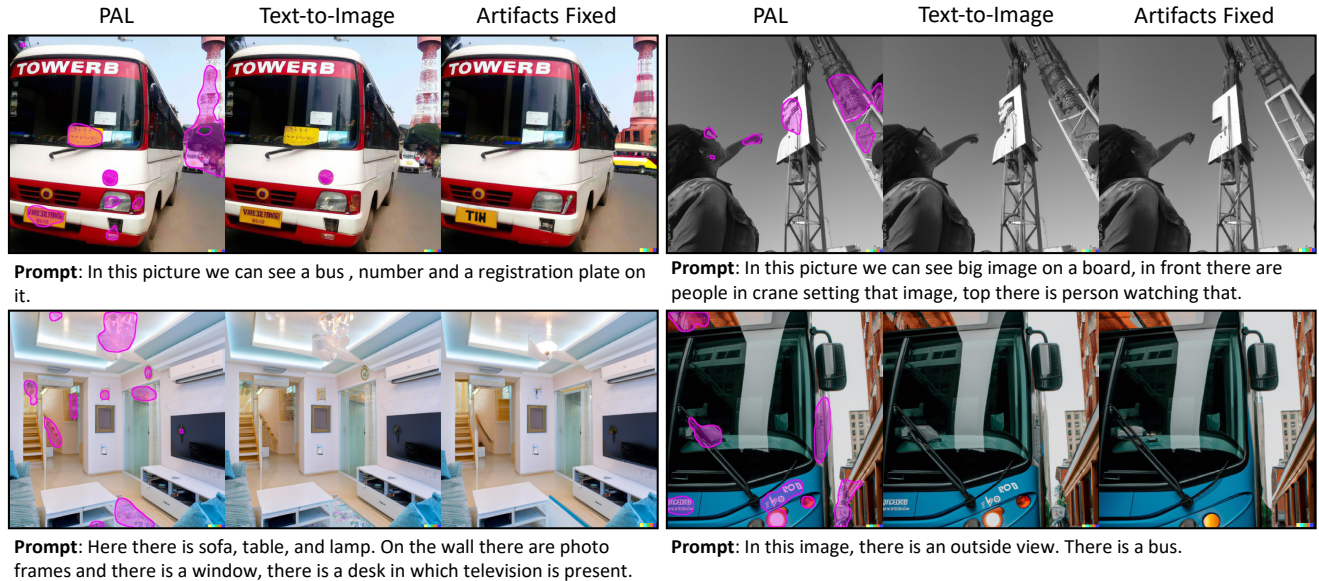 PAL Text-to-Image Artifacts Fixed PAL Text-to-Image Artifacts Fixed
TOWWERB TOWWERB TOWWERB
T1H
Prompt: In this picture we can see a bus , number and a registration plate on
it.
Prompt: In this picture we can see big image on a board, in front there are
people in crane setting that image, top there is person watching that.
Prompt: Here there is sofa, table, and lamp. On the wall there are photo
frames and there is a window, there is a desk in which television is present.
Prompt: In this image, there is an outside view. There is a bus.